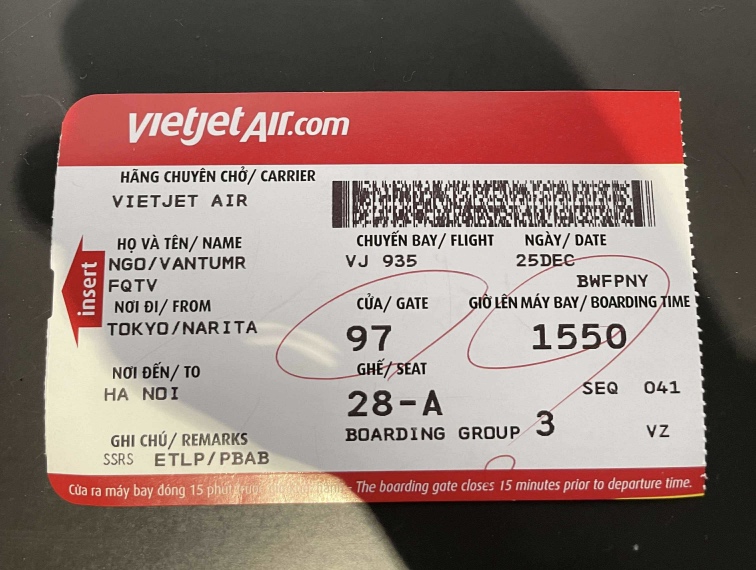 vietjetAir.com
HÃNG CHUYÊN CHỞ/ CARRIER
VIETJET AIR
HỌ VÀ TÊN/ NAME
NGO/VANTUMR
FQTV
CHUYẾN BAY/ FLIGHT
VJ 935
NGÀY/ DATE
25DEC
BWFPNY
NƠI ĐI/ FROM
TOKYO/NARITA
CỬA/ GATE
97
GIỜ LÊN MÁY BAY/ BOARDING TIME
1550
NƠI ĐẾN/ TO
HA NOI
GHẾ/ SEAT
28-A
SEQ 041
BOARDING GROUP 3
VZ
GHI CHÚ/ REMARKS
SSRS ETLP/PBAB
insert
Cửa ra máy bay đóng 15 phút - The boarding gate closes 15 minutes prior to departure time.